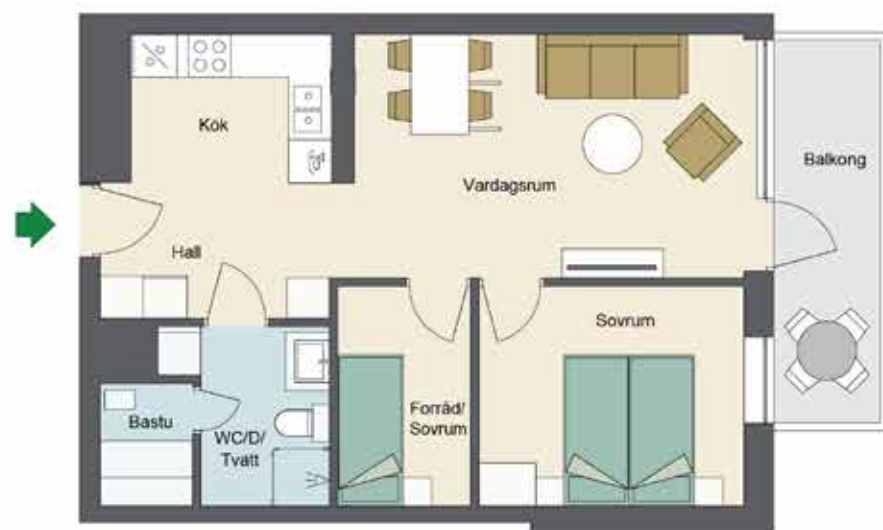 Kök
Vardagsrum
Balkong
Hall
Sovrum
Bastu
WC/D/
Tvätt
Förråd/
Sovrum